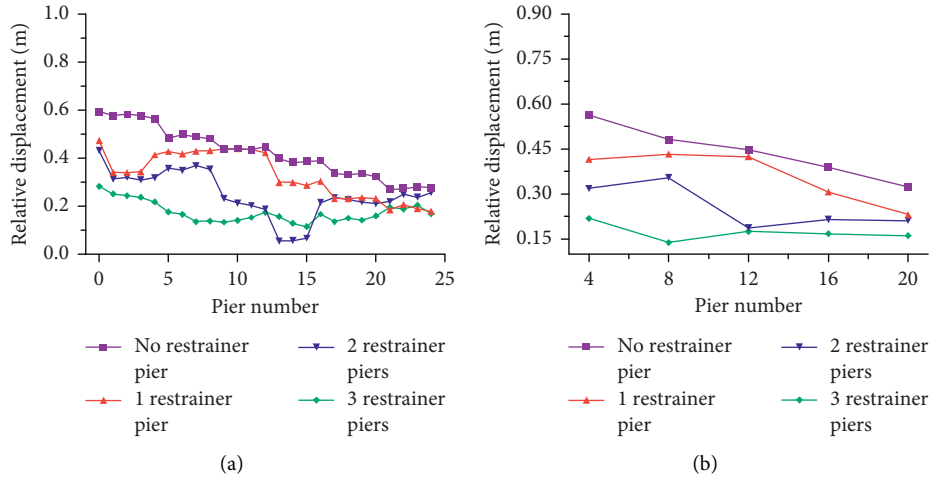 Relative displacement (m)
1.0
0.8
0.6
0.4
0.2
0.0
0 5 10 15 20 25
Pier number
No restrainer
pier
1 restrainer
pier
2 restrainer
piers
3 restrainer
piers
(a)
Relative displacement (m)
0.90
0.75
0.60
0.45
0.30
0.15
4 8 12 16 20
Pier number
No restrainer
pier
1 restrainer
pier
2 restrainer
piers
3 restrainer
piers
(b)